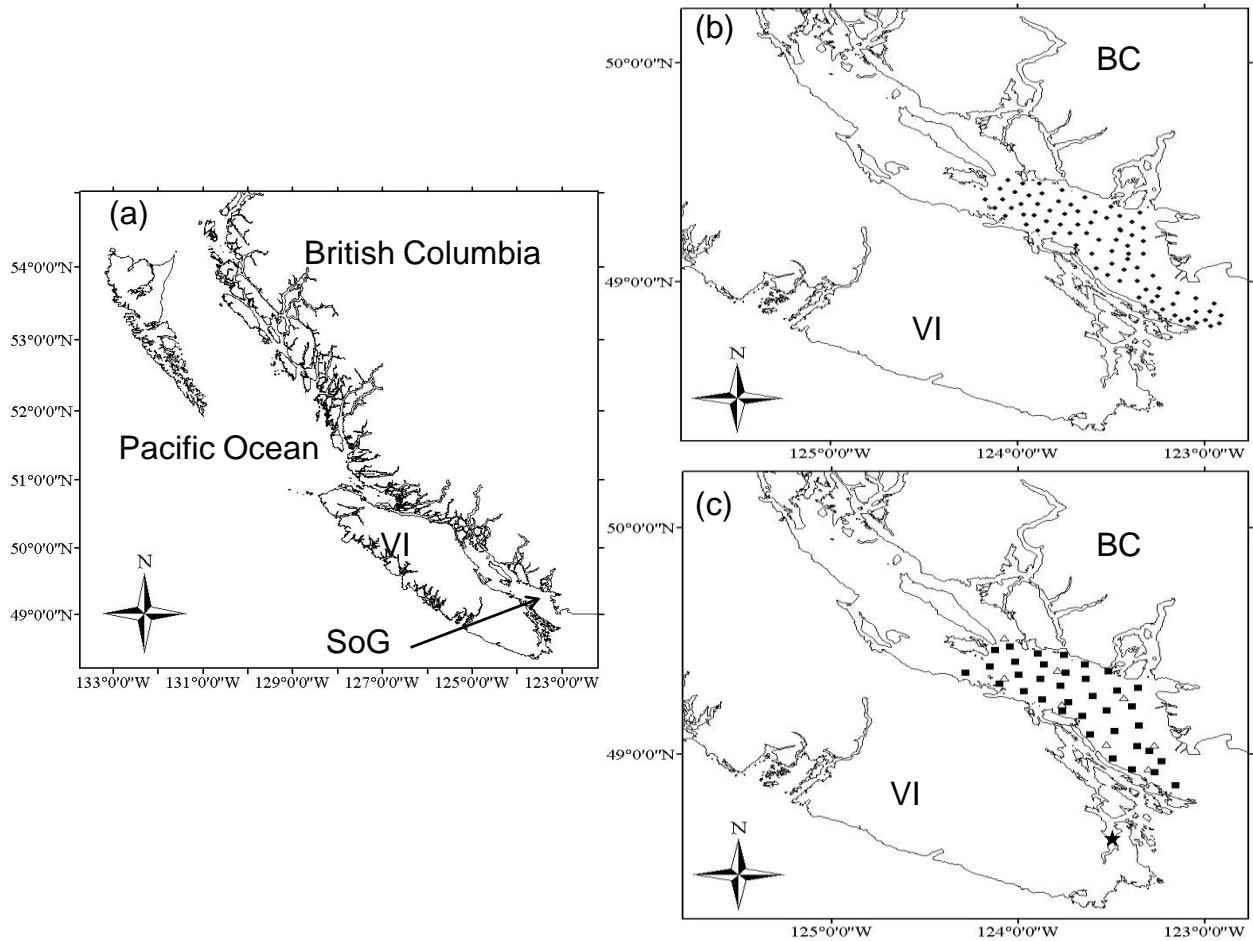 (a)
British Columbia
Pacific Ocean
VI
SoG
N
54°0'0"N
53°0'0"N
52°0'0"N
51°0'0"N
50°0'0"N
49°0'0"N
133°0'0"W
131°0'0"W
129°0'0"W
127°0'0"W
125°0'0"W
123°0'0"W
(b)
BC
VI
N
50°0'0"N
49°0'0"N
125°0'0"W
124°0'0"W
123°0'0"W
(c)
BC
VI
N
50°0'0"N
49°0'0"N
125°0'0"W
124°0'0"W
123°0'0"W